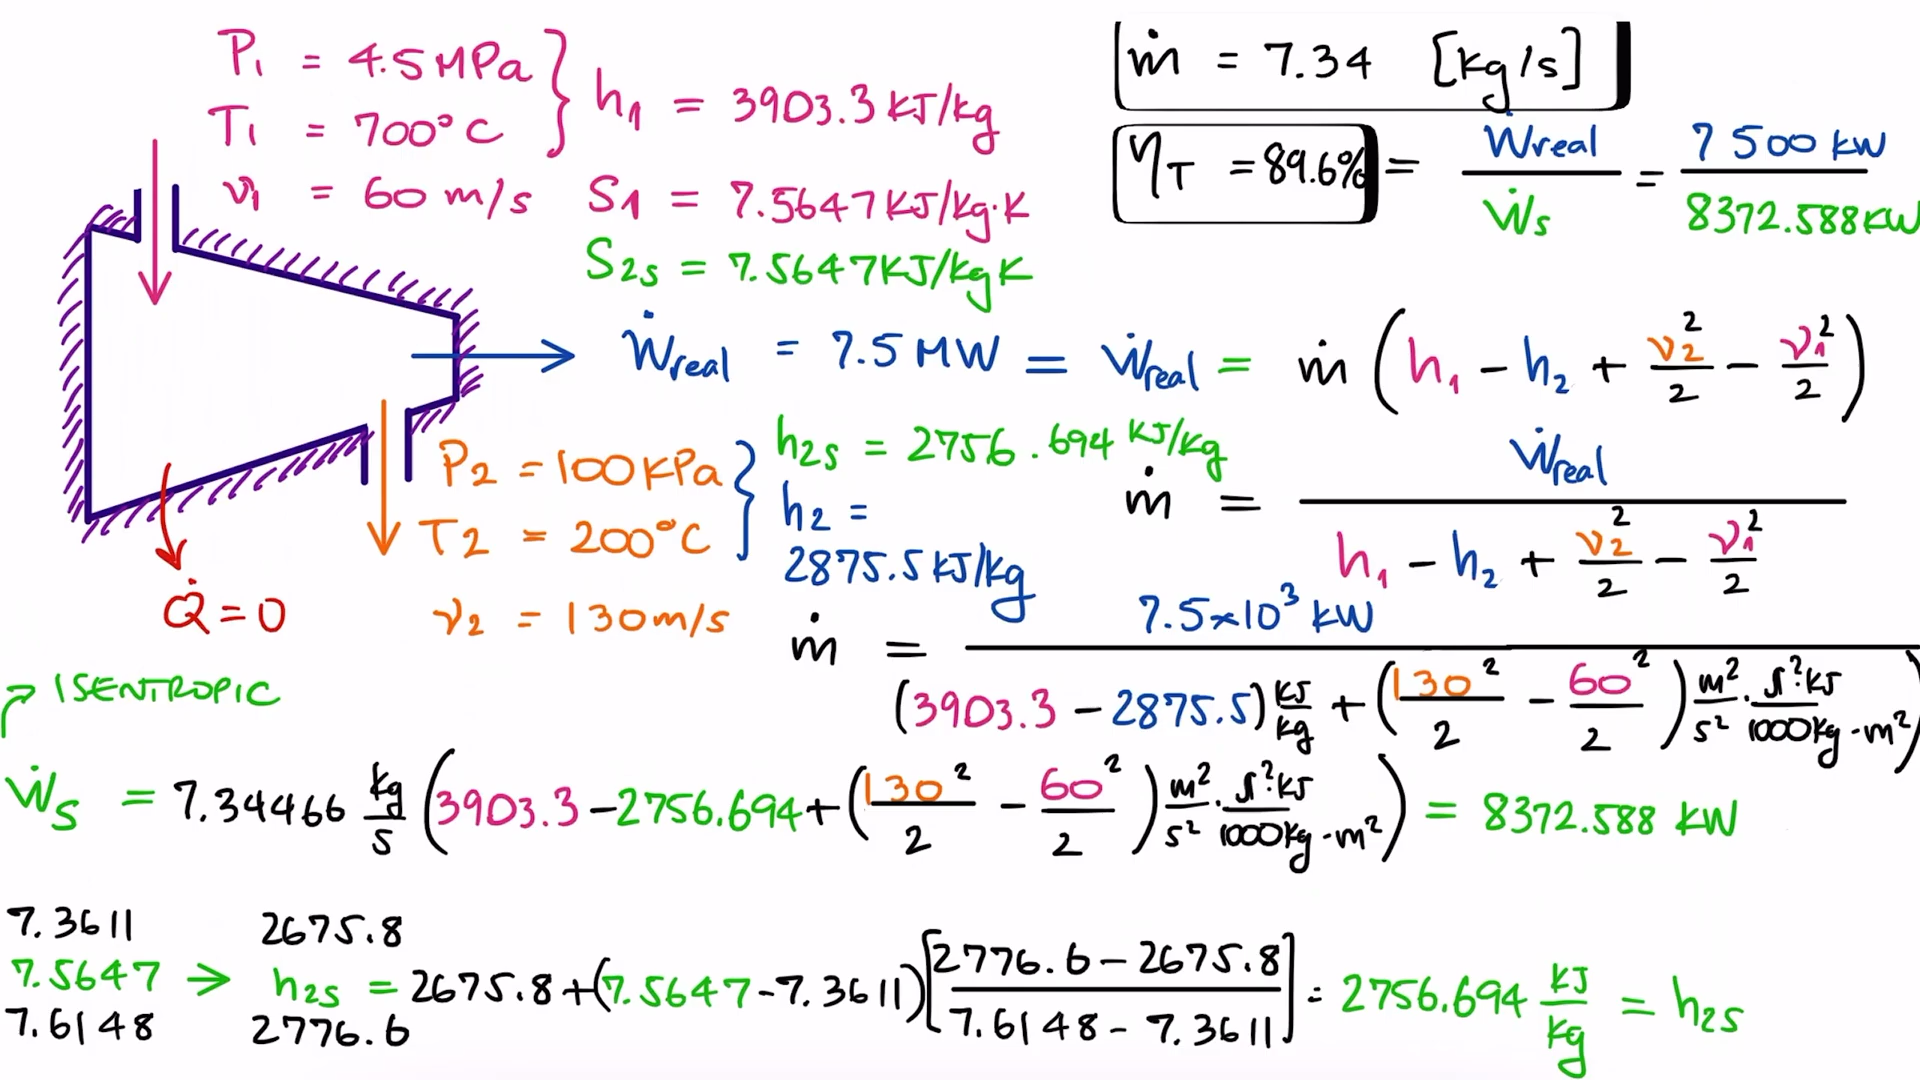 P₁ = 4.5 MPa
T₁ = 700°C
v₁ = 60 m/s
h₁ = 3903.3 KJ/kg
S₁ = 7.5647 KJ/kg·K
S₂s = 7.5647 KJ/kg K
ṁ = 7.34 [kg/s]
ηT = 89.6% = Wreal / Ẇs = 7 500 kW / 8372.588 kW
Ẇreal = 7.5 MW = Ẇreal = ṁ (h₁ - h₂ + v₂²/2 - v₁²/2)
P₂ = 100 KPa
T₂ = 200°C
v₂ = 130 m/s
h₂s = 2756.694 KJ/kg
h₂ =
2875.5 KJ/kg
Q̇ = 0
ṁ = Ẇreal / (h₁ - h₂ + v₂²/2 - v₁²/2)
ṁ = 7.5×10³ KW / ((3903.3 - 2875.5) KJ/kg + (130²/2 - 60²/2) m²/s² · s²·KJ/1000kg·m²)
ISENTROPIC
Ẇs = 7.34466 kg/s (3903.3 - 2756.694 + (130²/2 - 60²/2) m²/s² · s²·KJ/1000kg·m²) = 8372.588 KW
7.3611 2675.8
7.5647 → h₂s = 2675.8 + (7.5647 - 7.3611) [2776.6 - 2675.8 / 7.6148 - 7.3611] = 2756.694 KJ/kg = h₂s
7.6148 2776.6